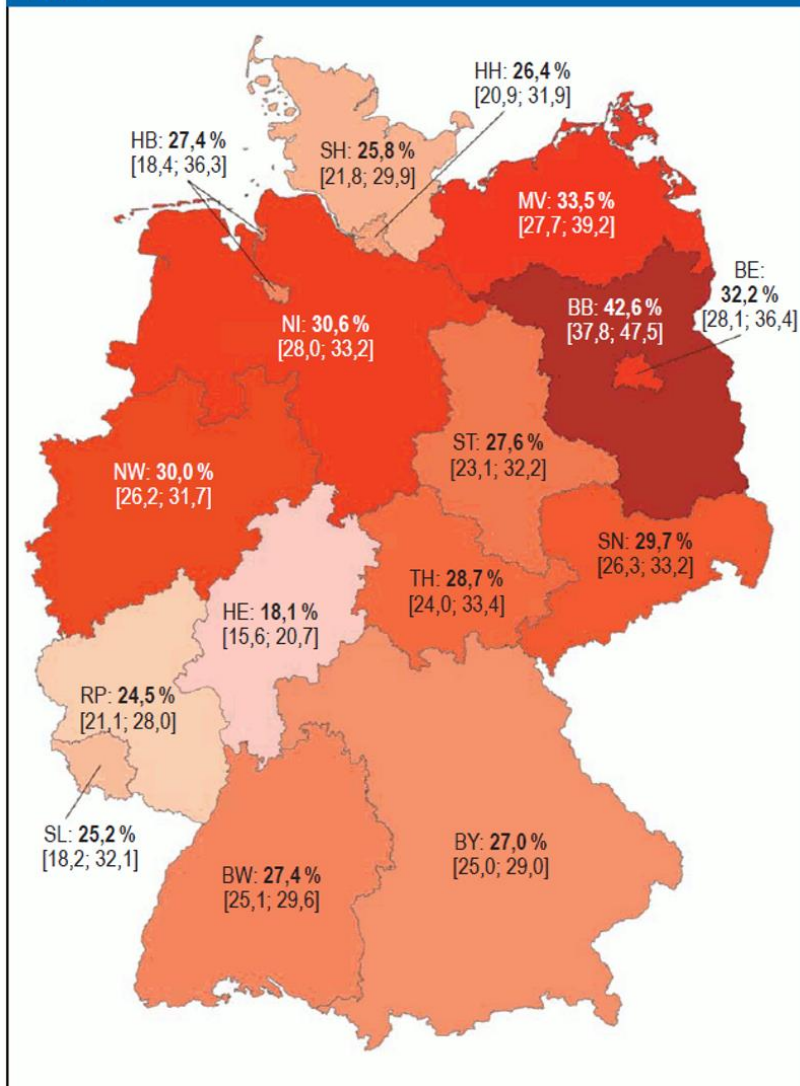 HH: 26,4 %
[20,9; 31,9]
HB: 27,4 %
[18,4; 36,3]
SH: 25,8 %
[21,8; 29,9]
MV: 33,5 %
[27,7; 39,2]
BE:
32,2 %
[28,1; 36,4]
BB: 42,6 %
[37,8; 47,5]
NI: 30,6 %
[28,0; 33,2]
ST: 27,6 %
[23,1; 32,2]
NW: 30,0 %
[26,2; 31,7]
SN: 29,7 %
[26,3; 33,2]
TH: 28,7 %
[24,0; 33,4]
HE: 18,1 %
[15,6; 20,7]
RP: 24,5 %
[21,1; 28,0]
SL: 25,2 %
[18,2; 32,1]
BY: 27,0 %
[25,0; 29,0]
BW: 27,4 %
[25,1; 29,6]